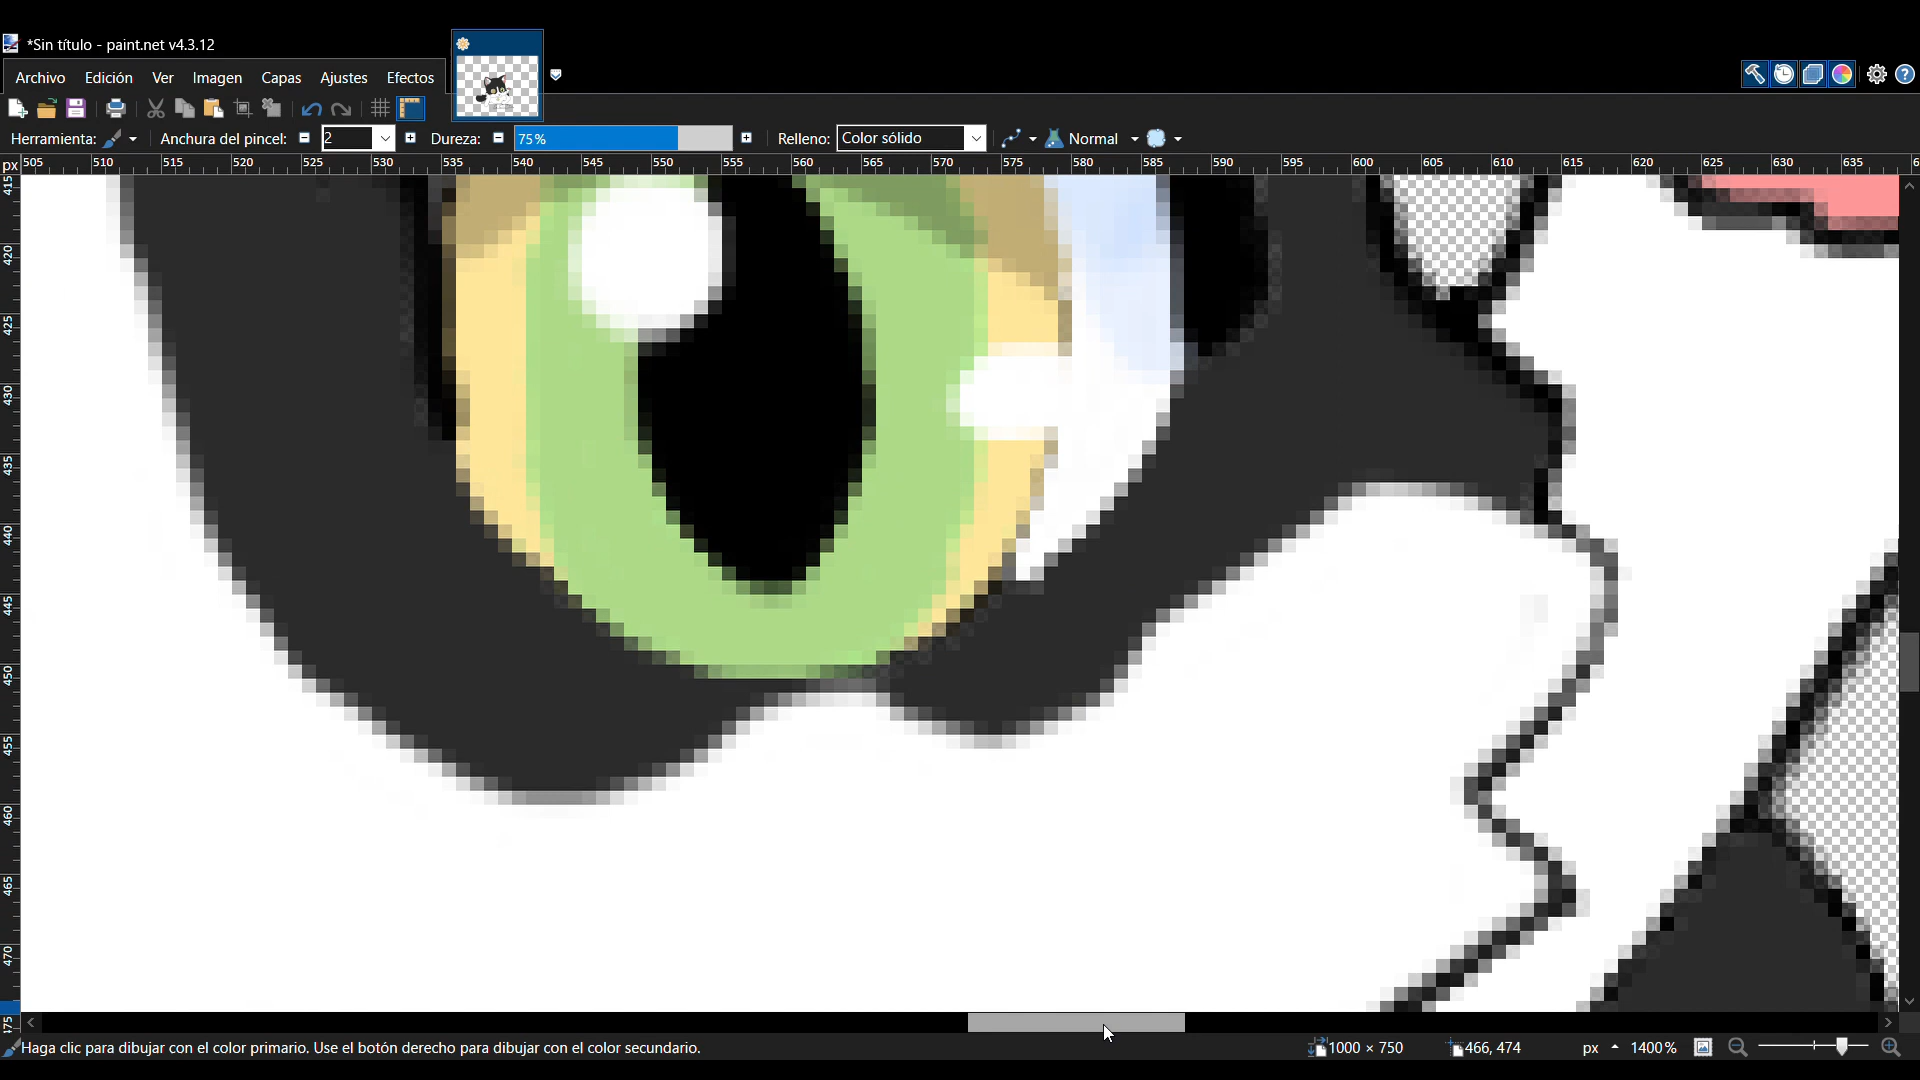 *Sin título - paint.net v4.3.12
Archivo Edición Ver Imagen Capas Ajustes Efectos
Herramienta: Anchura del pincel: 2 Dureza: 75% Relleno: Color sólido Normal
px 505 510 515 520 525 530 535 540 545 550 555 560 565 570 575 580 585 590 595 600 605 610 615 620 625 630 635 6
415
420
425
430
435
440
445
450
455
460
465
470
475
Haga clic para dibujar con el color primario. Use el botón derecho para dibujar con el color secundario. 1000 × 750 466, 474 px 1400%